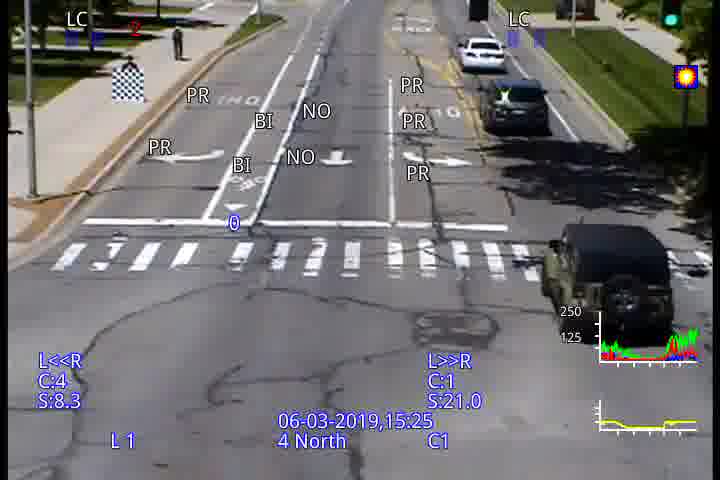 LC
LC
2
PR
PR
NO
BI
PR
PR
NO
BI
PR
0
250
125
L<<R
C:4
S:8.3
L>>R
C:1
S:21.0
06-03-2019,15:25
L 1
4 North
C1